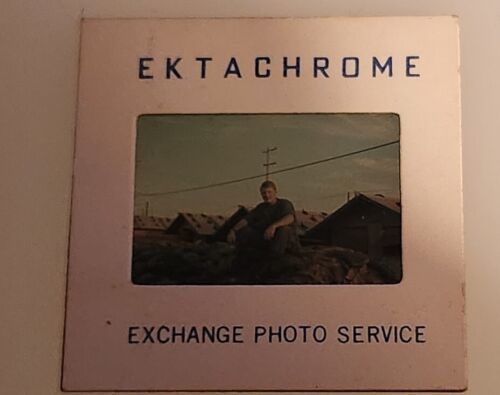 EKTACHROME
EXCHANGE PHOTO SERVICE